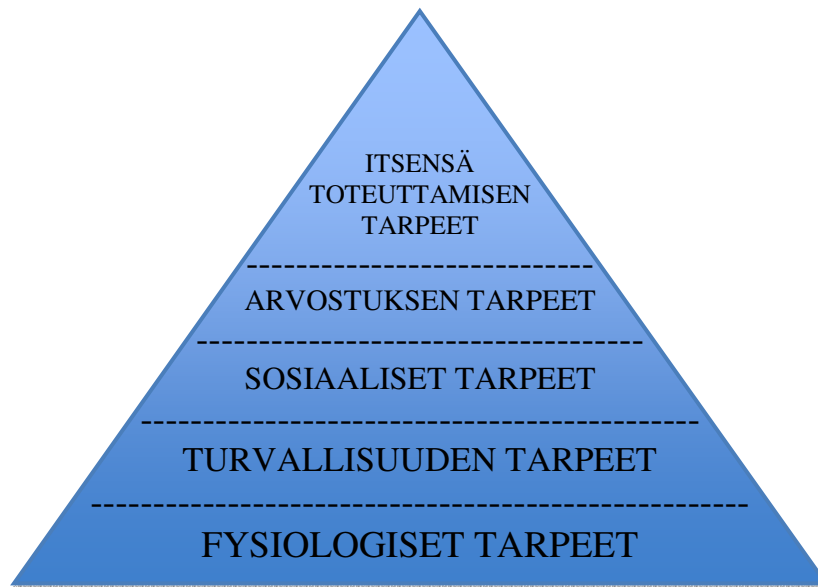 ITSENSÄ
TOTEUTTAMISEN
TARPEET
ARVOSTUKSEN TARPEET
SOSIAALISET TARPEET
TURVALLISUUDEN TARPEET
FYSIOLOGISET TARPEET